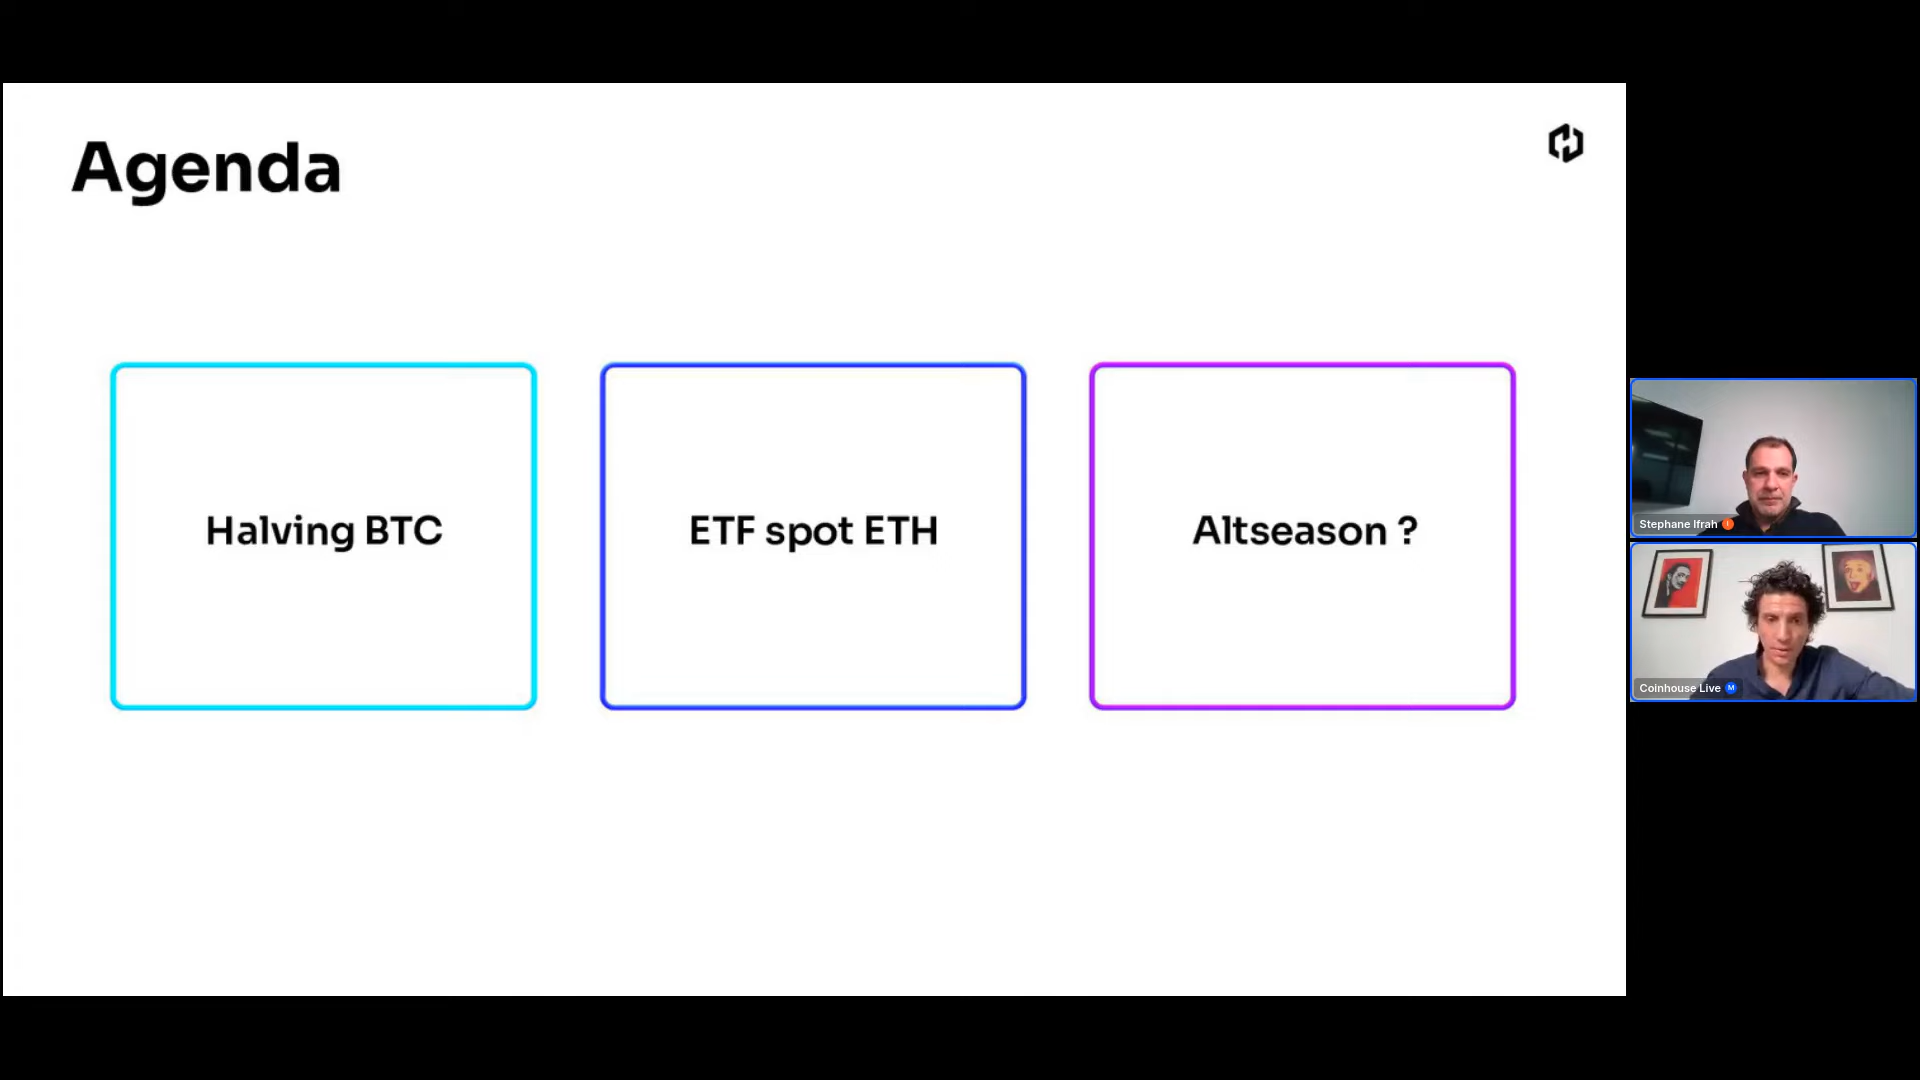 Agenda
Halving BTC
ETF spot ETH
Altseason ?
Stephane Ifrah
Coinhouse Live M